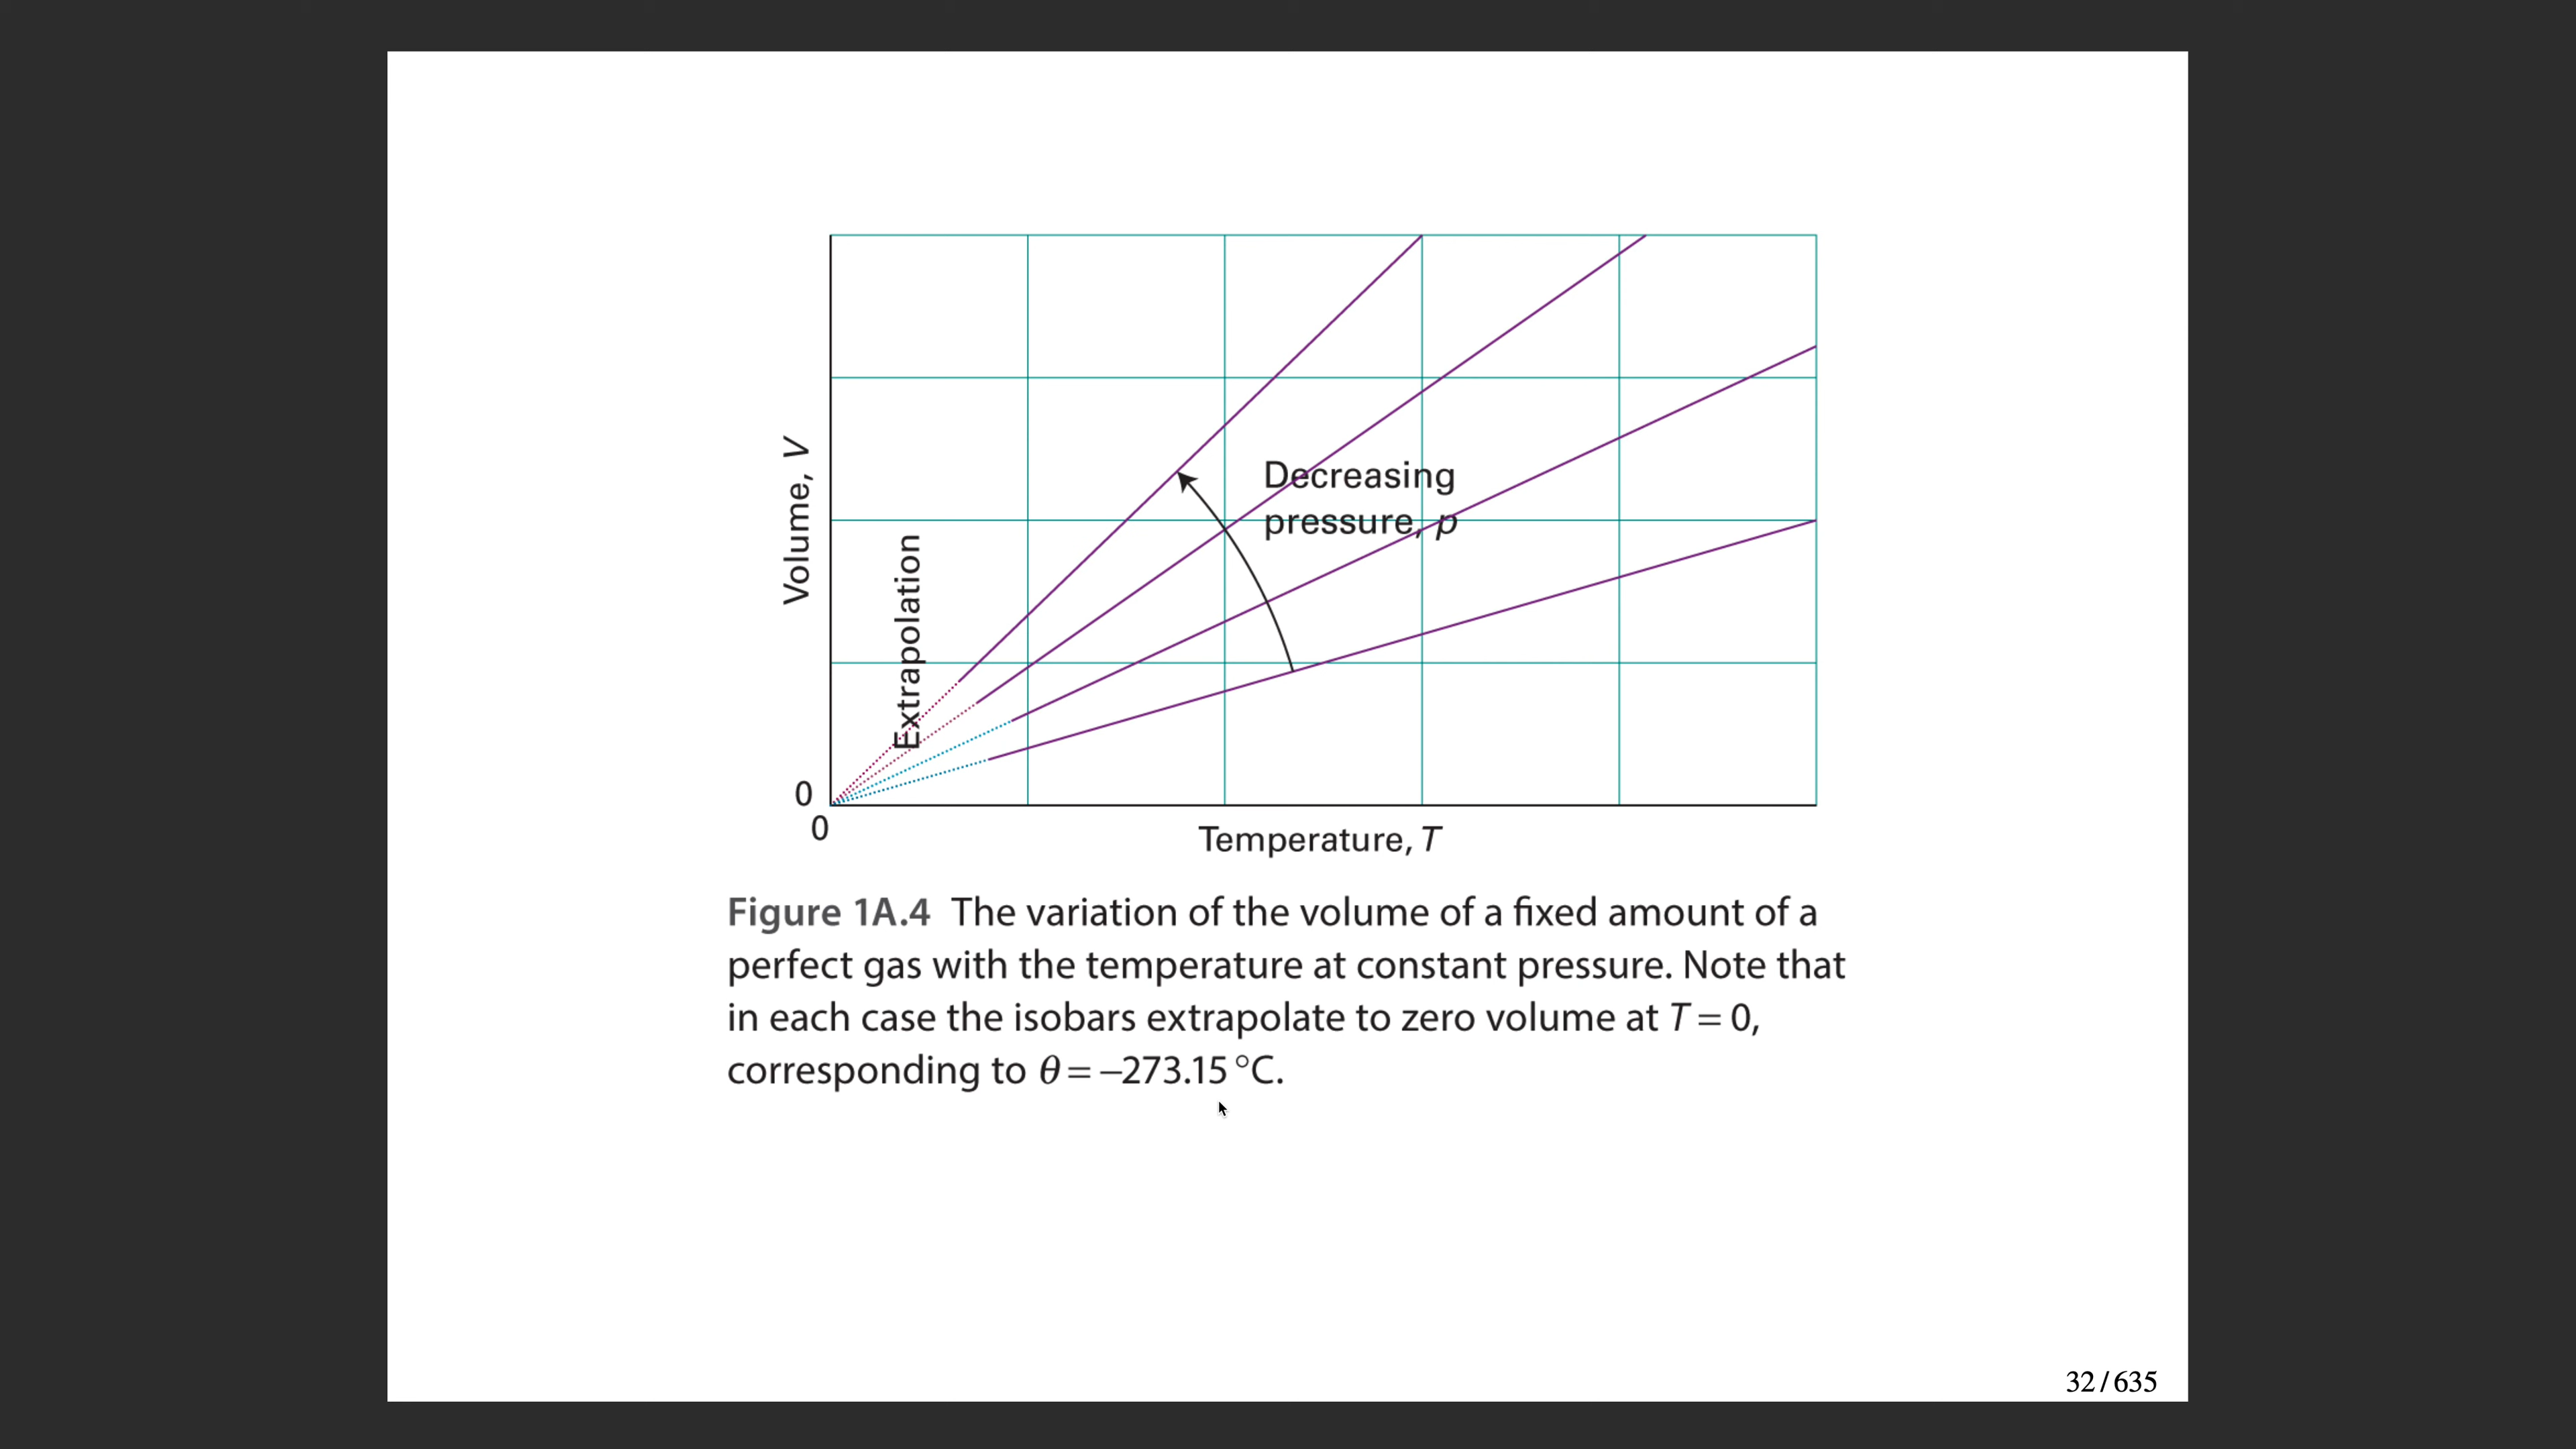 Volume, V
Extrapolation
Decreasing
pressure, p
0
0
Temperature, T
Figure 1A.4 The variation of the volume of a fixed amount of a
perfect gas with the temperature at constant pressure. Note that
in each case the isobars extrapolate to zero volume at T = 0,
corresponding to θ = –273.15 °C.
32 / 635